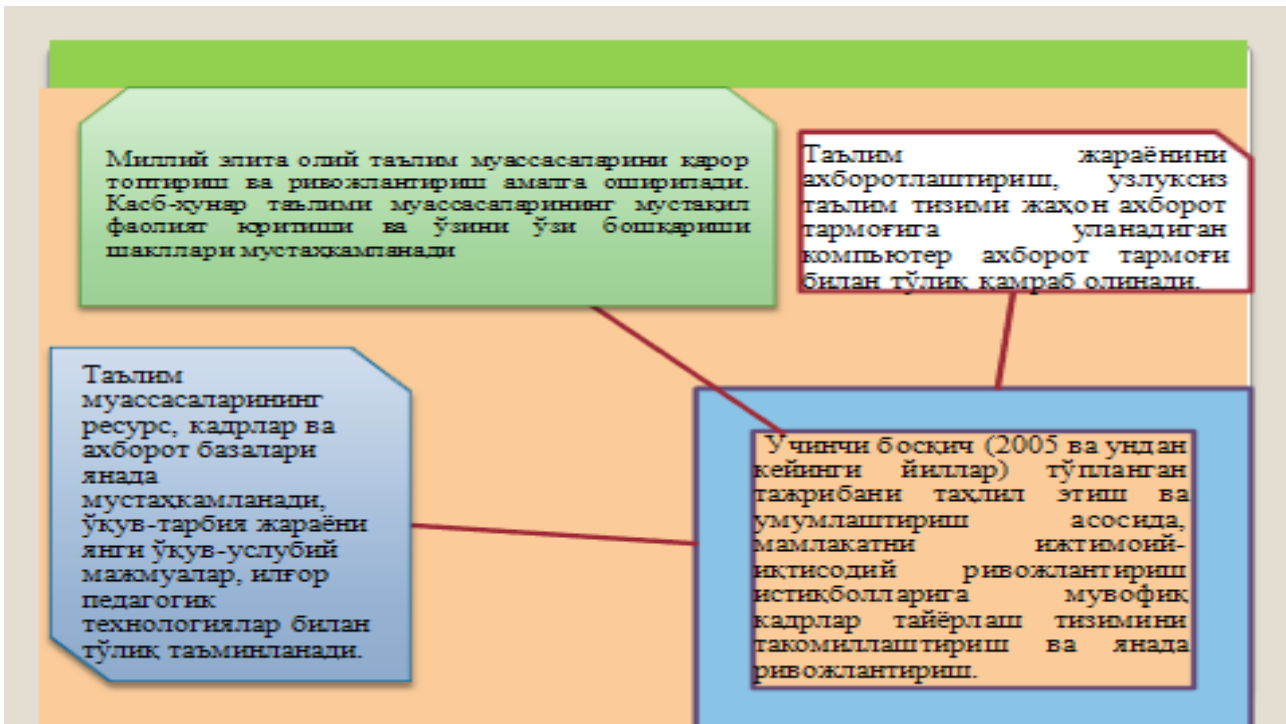 Миллий элита олий таълим муассасаларини қарор
топтириш ва ривожлантириш амалга оширилади.
Касб-ҳунар таълими муассасаларининг мустақил
фаолият юритиши ва ўзини ўзи бошқариши
шакллари мустаҳкамланади
Таълим жараёнини
ахборотлаштириш, узлуксиз
таълим тизими жаҳон ахборот
тармоғига уланадиган
компьютер ахборот тармоғи
билан тўлиқ қамраб олинади.
Таълим
муассасаларининг
ресурс, кадрлар ва
ахборот базалари
янада
мустаҳкамланади,
ўқув-тарбия жараёни
янги ўқув-услубий
мажмуалар, илғор
педагогик
технологиялар билан
тўлиқ таъминланади.
Учинчи босқич (2005 ва ундан
кейинги йиллар) тўпланган
тажрибани таҳлил этиш ва
умумлаштириш асосида,
мамлакатни ижтимоий-
иқтисодий ривожлантириш
истиқболларига мувофиқ
кадрлар тайёрлаш тизимини
такомиллаштириш ва янада
ривожлантириш.